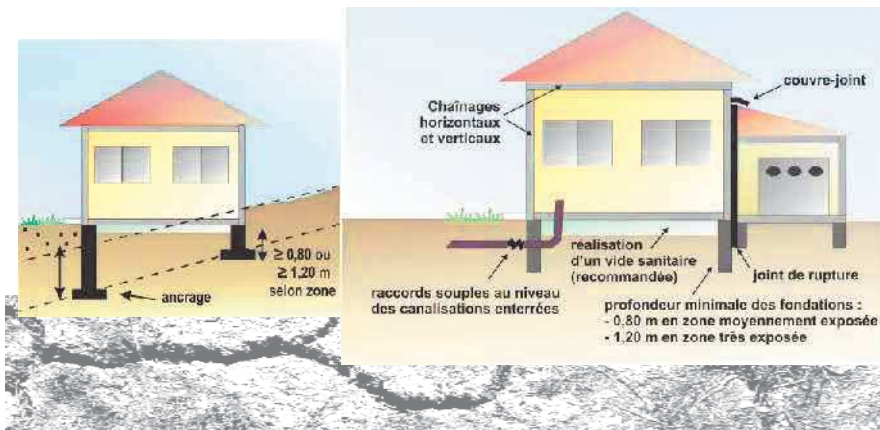 ≥ 0,80 ou
≥ 1,20 m
selon zone
ancrage
couvre-joint
Chaînages
horizontaux
et verticaux
réalisation
d'un vide sanitaire
(recommandée)
joint de rupture
raccords souples au niveau
des canalisations enterrées
profondeur minimale des fondations :
- 0,80 m en zone moyennement exposée
- 1,20 m en zone très exposée